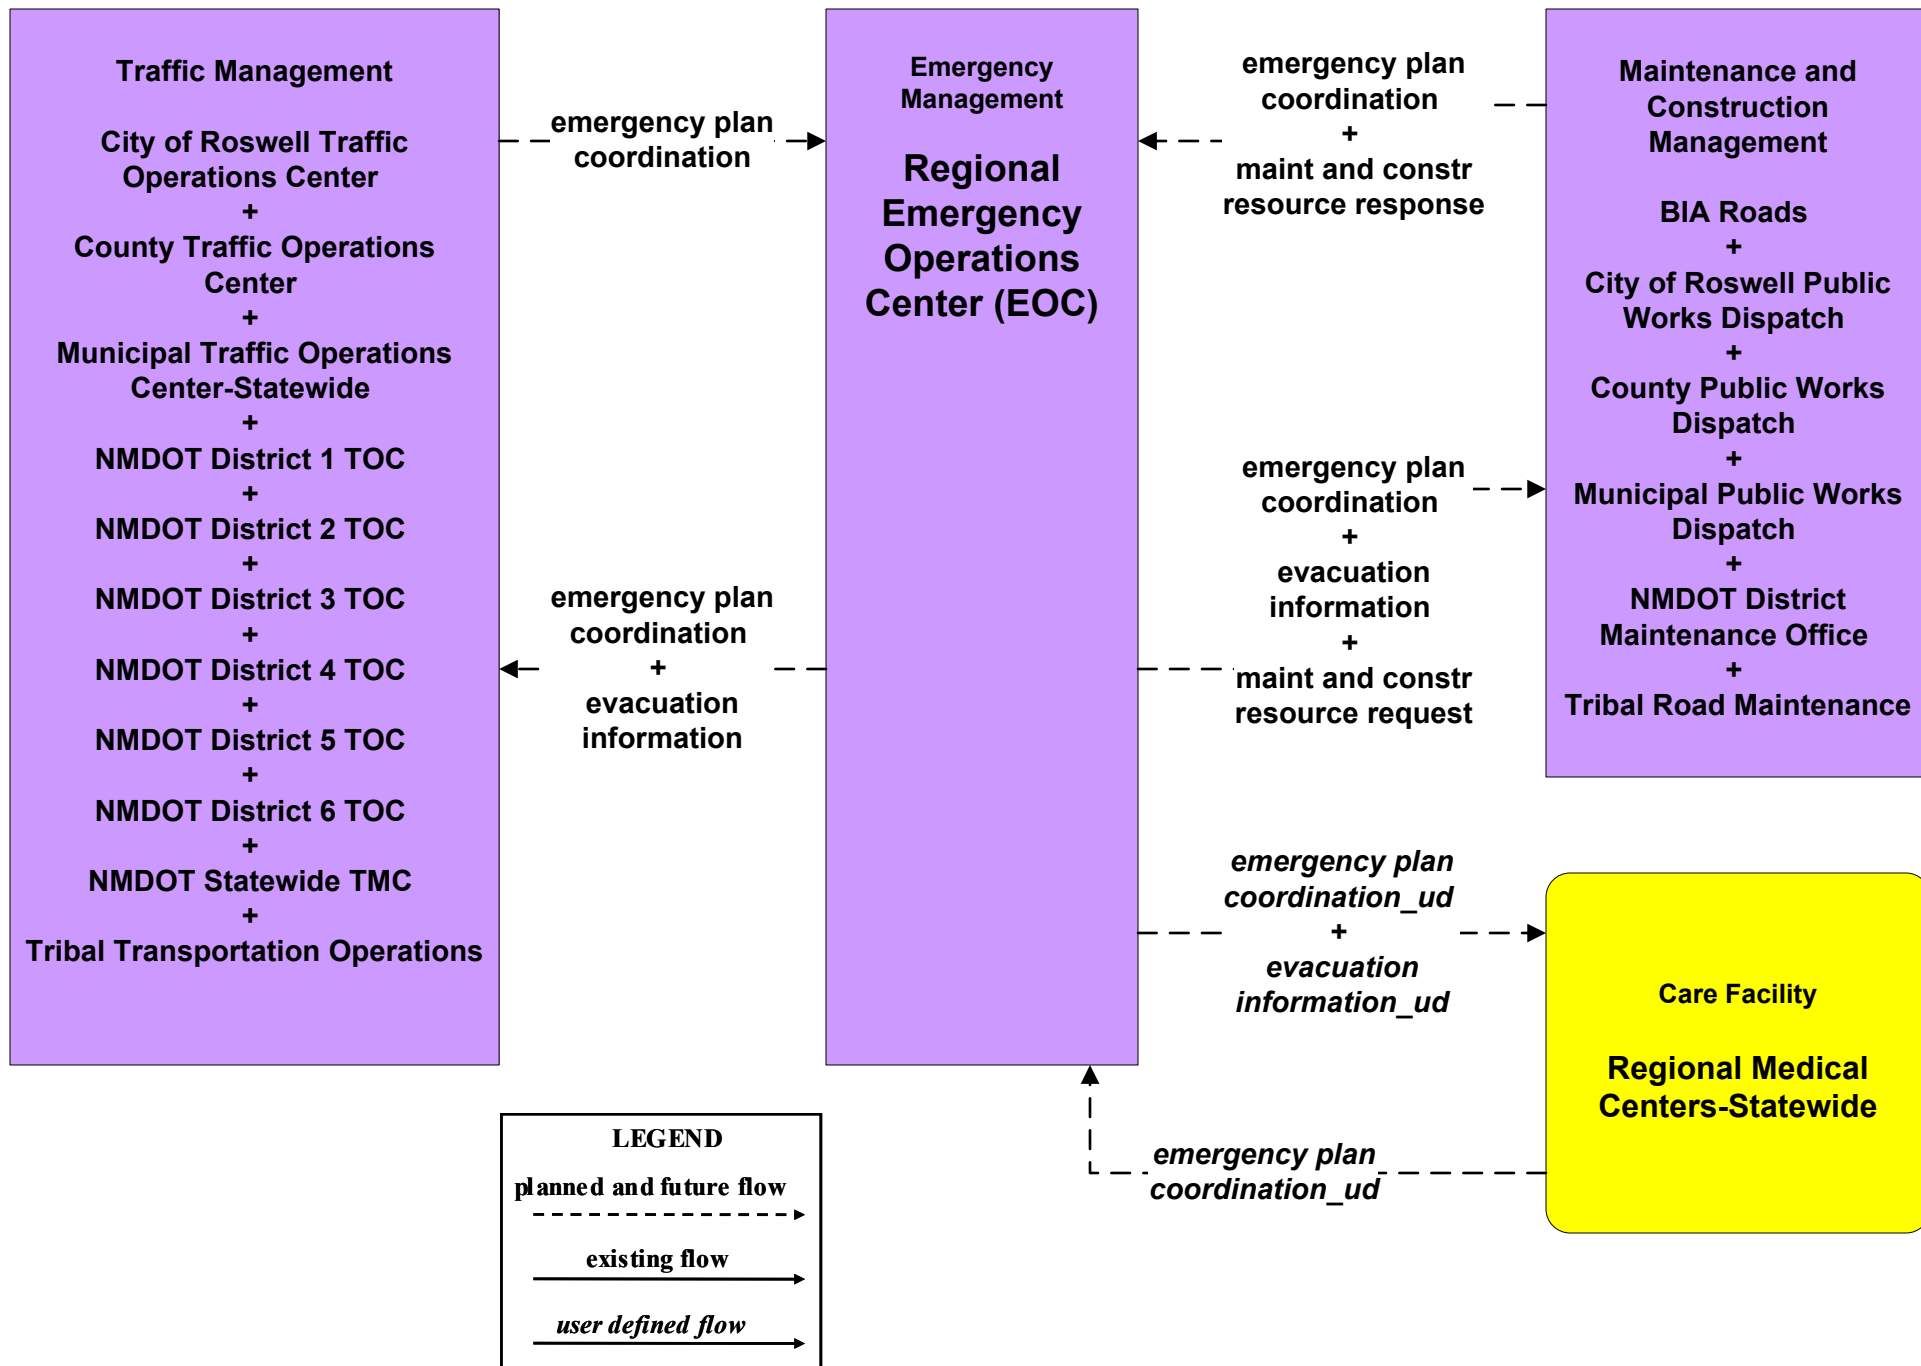 Traffic Management
City of Roswell Traffic
Operations Center
+
County Traffic Operations
Center
+
Municipal Traffic Operations
Center-Statewide
+
NMDOT District 1 TOC
+
NMDOT District 2 TOC
+
NMDOT District 3 TOC
+
NMDOT District 4 TOC
+
NMDOT District 5 TOC
+
NMDOT District 6 TOC
+
NMDOT Statewide TMC
+
Tribal Transportation Operations
emergency plan
coordination
emergency plan
coordination
+
evacuation
information
Emergency
Management
Regional
Emergency
Operations
Center (EOC)
emergency plan
coordination
+
maint and constr
resource response
emergency plan
coordination
+
evacuation
information
+
maint and constr
resource request
Maintenance and
Construction
Management
BIA Roads
+
City of Roswell Public
Works Dispatch
+
County Public Works
Dispatch
+
Municipal Public Works
Dispatch
+
NMDOT District
Maintenance Office
+
Tribal Road Maintenance
emergency plan
coordination_ud
+
evacuation
information_ud
Care Facility
Regional Medical
Centers-Statewide
emergency plan
coordination_ud
LEGEND
planned and future flow
existing flow
user defined flow